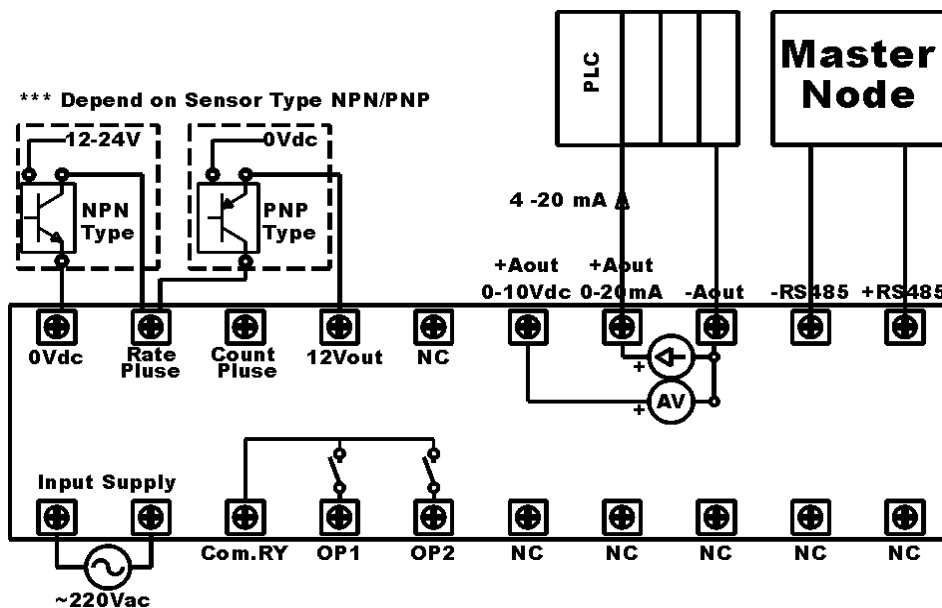 PLC
Master
Node
*** Depend on Sensor Type NPN/PNP
12-24V
0Vdc
NPN
Type
PNP
Type
4 -20 mA
+Aout
0-10Vdc
+Aout
0-20mA
-Aout
-RS485
+RS485
0Vdc
Rate
Pluse
Count
Pluse
12Vout
NC
+
+
AV
Input Supply
Com.RY
OP1
OP2
NC
NC
NC
NC
NC
~220Vac